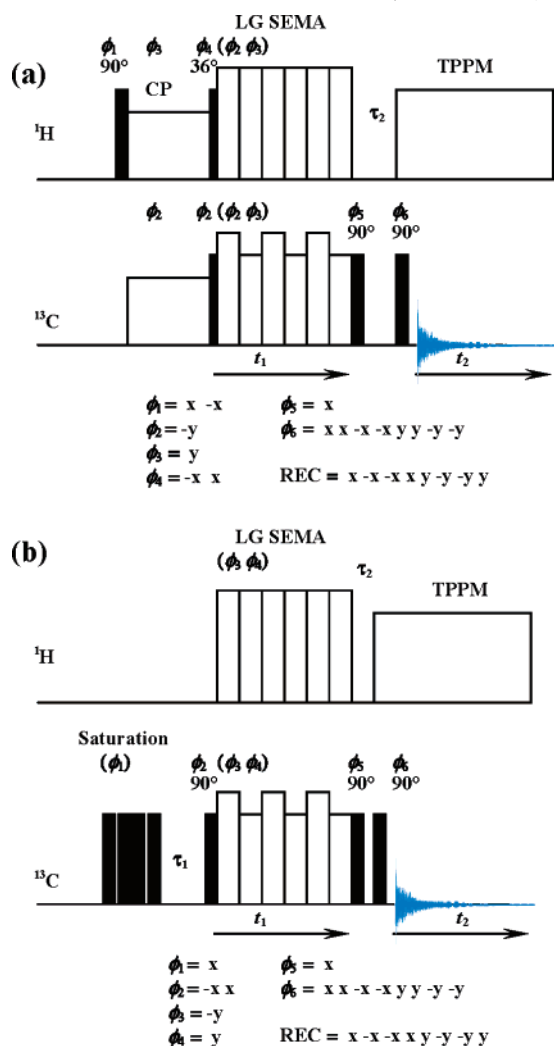 LG SEMA
ϕ1 ϕ3 ϕ4 (ϕ2 ϕ3)
90° 36° TPPM
(a)
CP
τ2
1H
ϕ2 ϕ2 (ϕ2 ϕ3) ϕ5 ϕ6
90° 90°
13C
t1 t2
ϕ1 = x -x ϕ5 = x
ϕ2 = -y ϕ6 = x x -x -x y y -y -y
ϕ3 = y
ϕ4 = -x x REC = x -x -x x y -y -y y
LG SEMA
(b)
(ϕ3 ϕ4) τ2
TPPM
1H
Saturation
(ϕ1) ϕ2 (ϕ3 ϕ4) ϕ5 ϕ6
90° 90° 90°
τ1
13C
t1 t2
ϕ1 = x ϕ5 = x
ϕ2 = -x x ϕ6 = x x -x -x y y -y -y
ϕ3 = -y
ϕ4 = y REC = x -x -x x y -y -y y